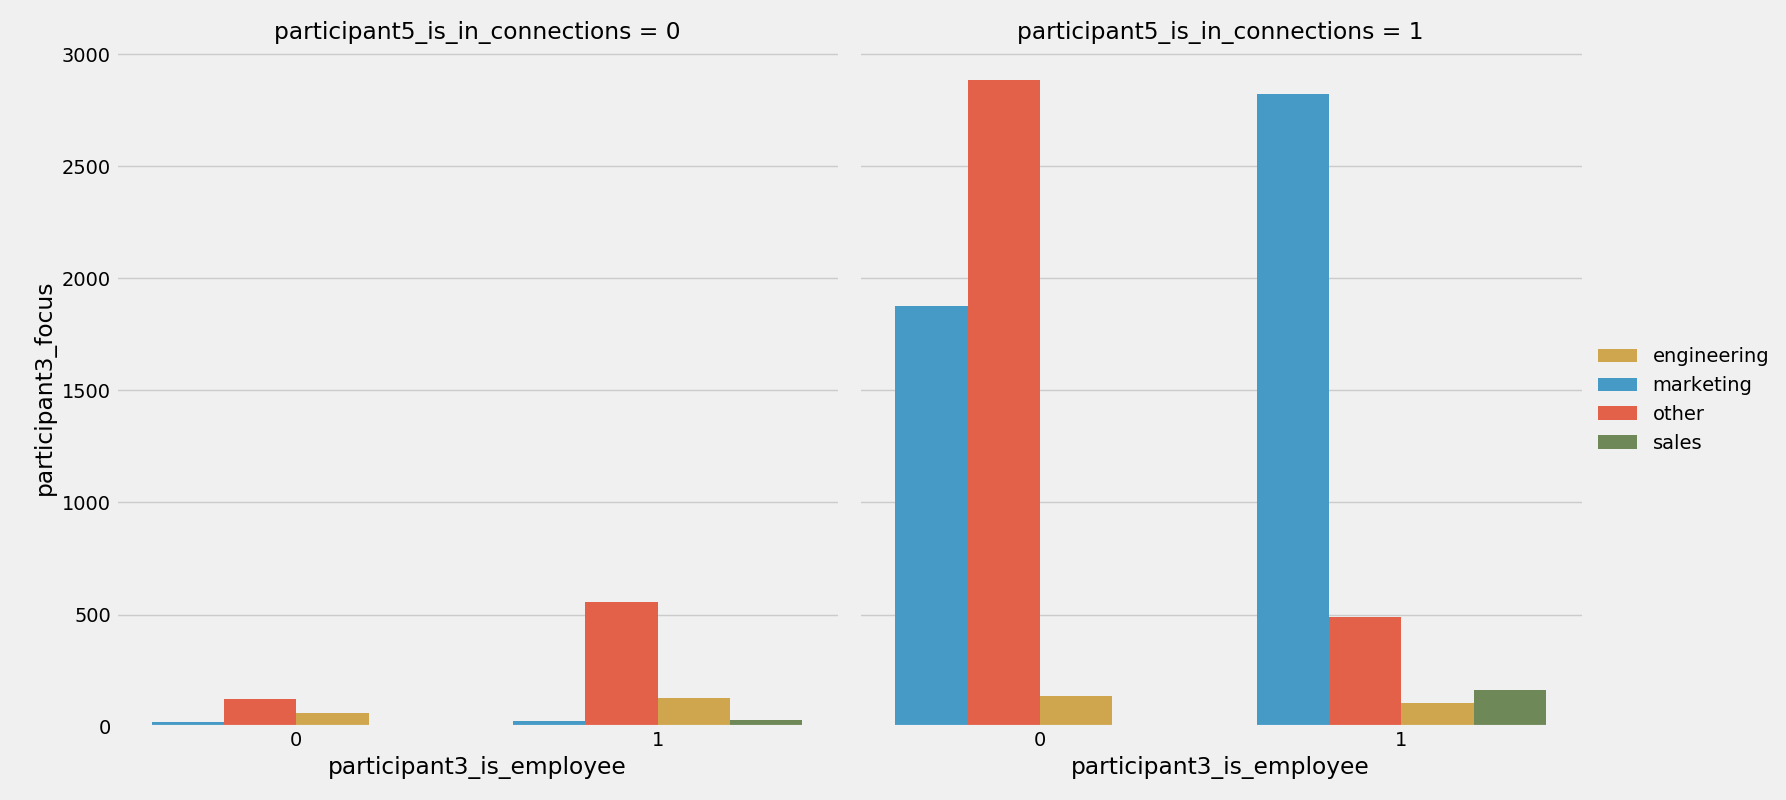 participant5_is_in_connections = 0
participant5_is_in_connections = 1
3000
2500
2000
1500
1000
500
0
participant3_focus
0
1
0
1
participant3_is_employee
participant3_is_employee
engineering
marketing
other
sales